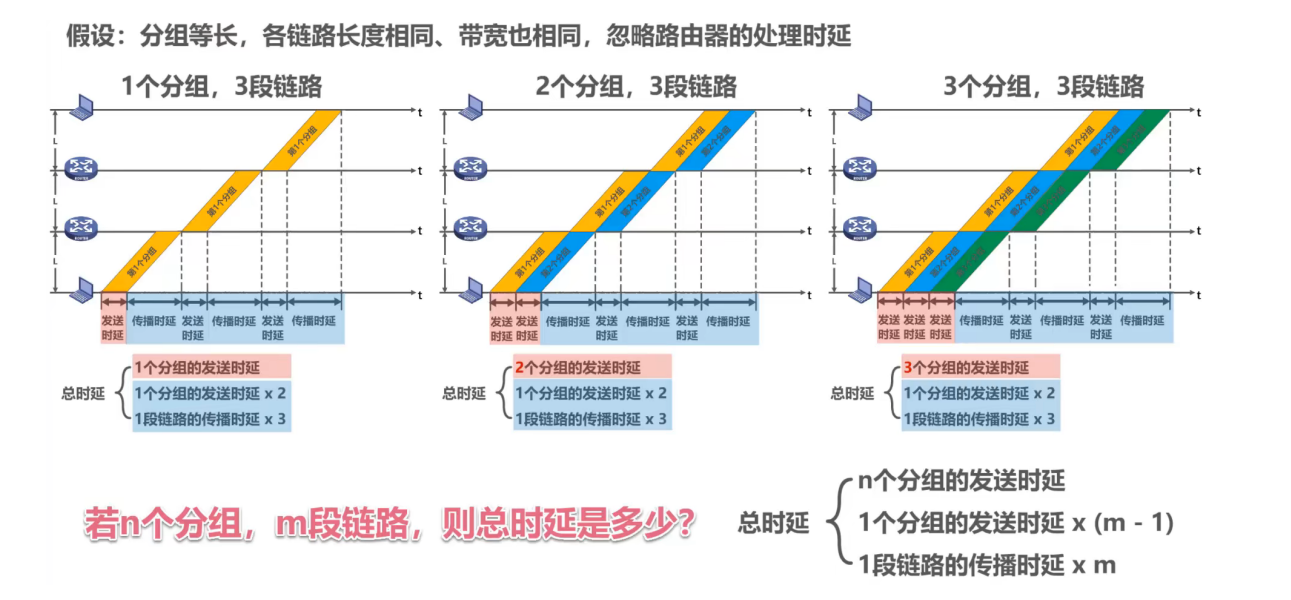 假设：分组等长，各链路长度相同、带宽也相同，忽略路由器的处理时延
1个分组，3段链路
t
t
t
t
L
L
L
ROUTER
ROUTER
第1个分组
第1个分组
第1个分组
发送时延
传播时延
发送时延
传播时延
发送时延
传播时延
总时延
1个分组的发送时延
1个分组的发送时延 x 2
1段链路的传播时延 x 3
2个分组，3段链路
t
t
t
t
L
L
L
ROUTER
ROUTER
第1个分组
第2个分组
第1个分组
第2个分组
第1个分组
第2个分组
发送时延
发送时延
传播时延
发送时延
传播时延
发送时延
传播时延
总时延
2个分组的发送时延
1个分组的发送时延 x 2
1段链路的传播时延 x 3
3个分组，3段链路
t
t
t
t
L
L
L
ROUTER
ROUTER
第1个分组
第2个分组
第1个分组
第2个分组
第1个分组
第2个分组
发送时延
发送时延
发送时延
传播时延
发送时延
传播时延
发送时延
传播时延
总时延
3个分组的发送时延
1个分组的发送时延 x 2
1段链路的传播时延 x 3
若n个分组，m段链路，则总时延是多少?
总时延
n个分组的发送时延
1个分组的发送时延 x (m - 1)
1段链路的传播时延 x m